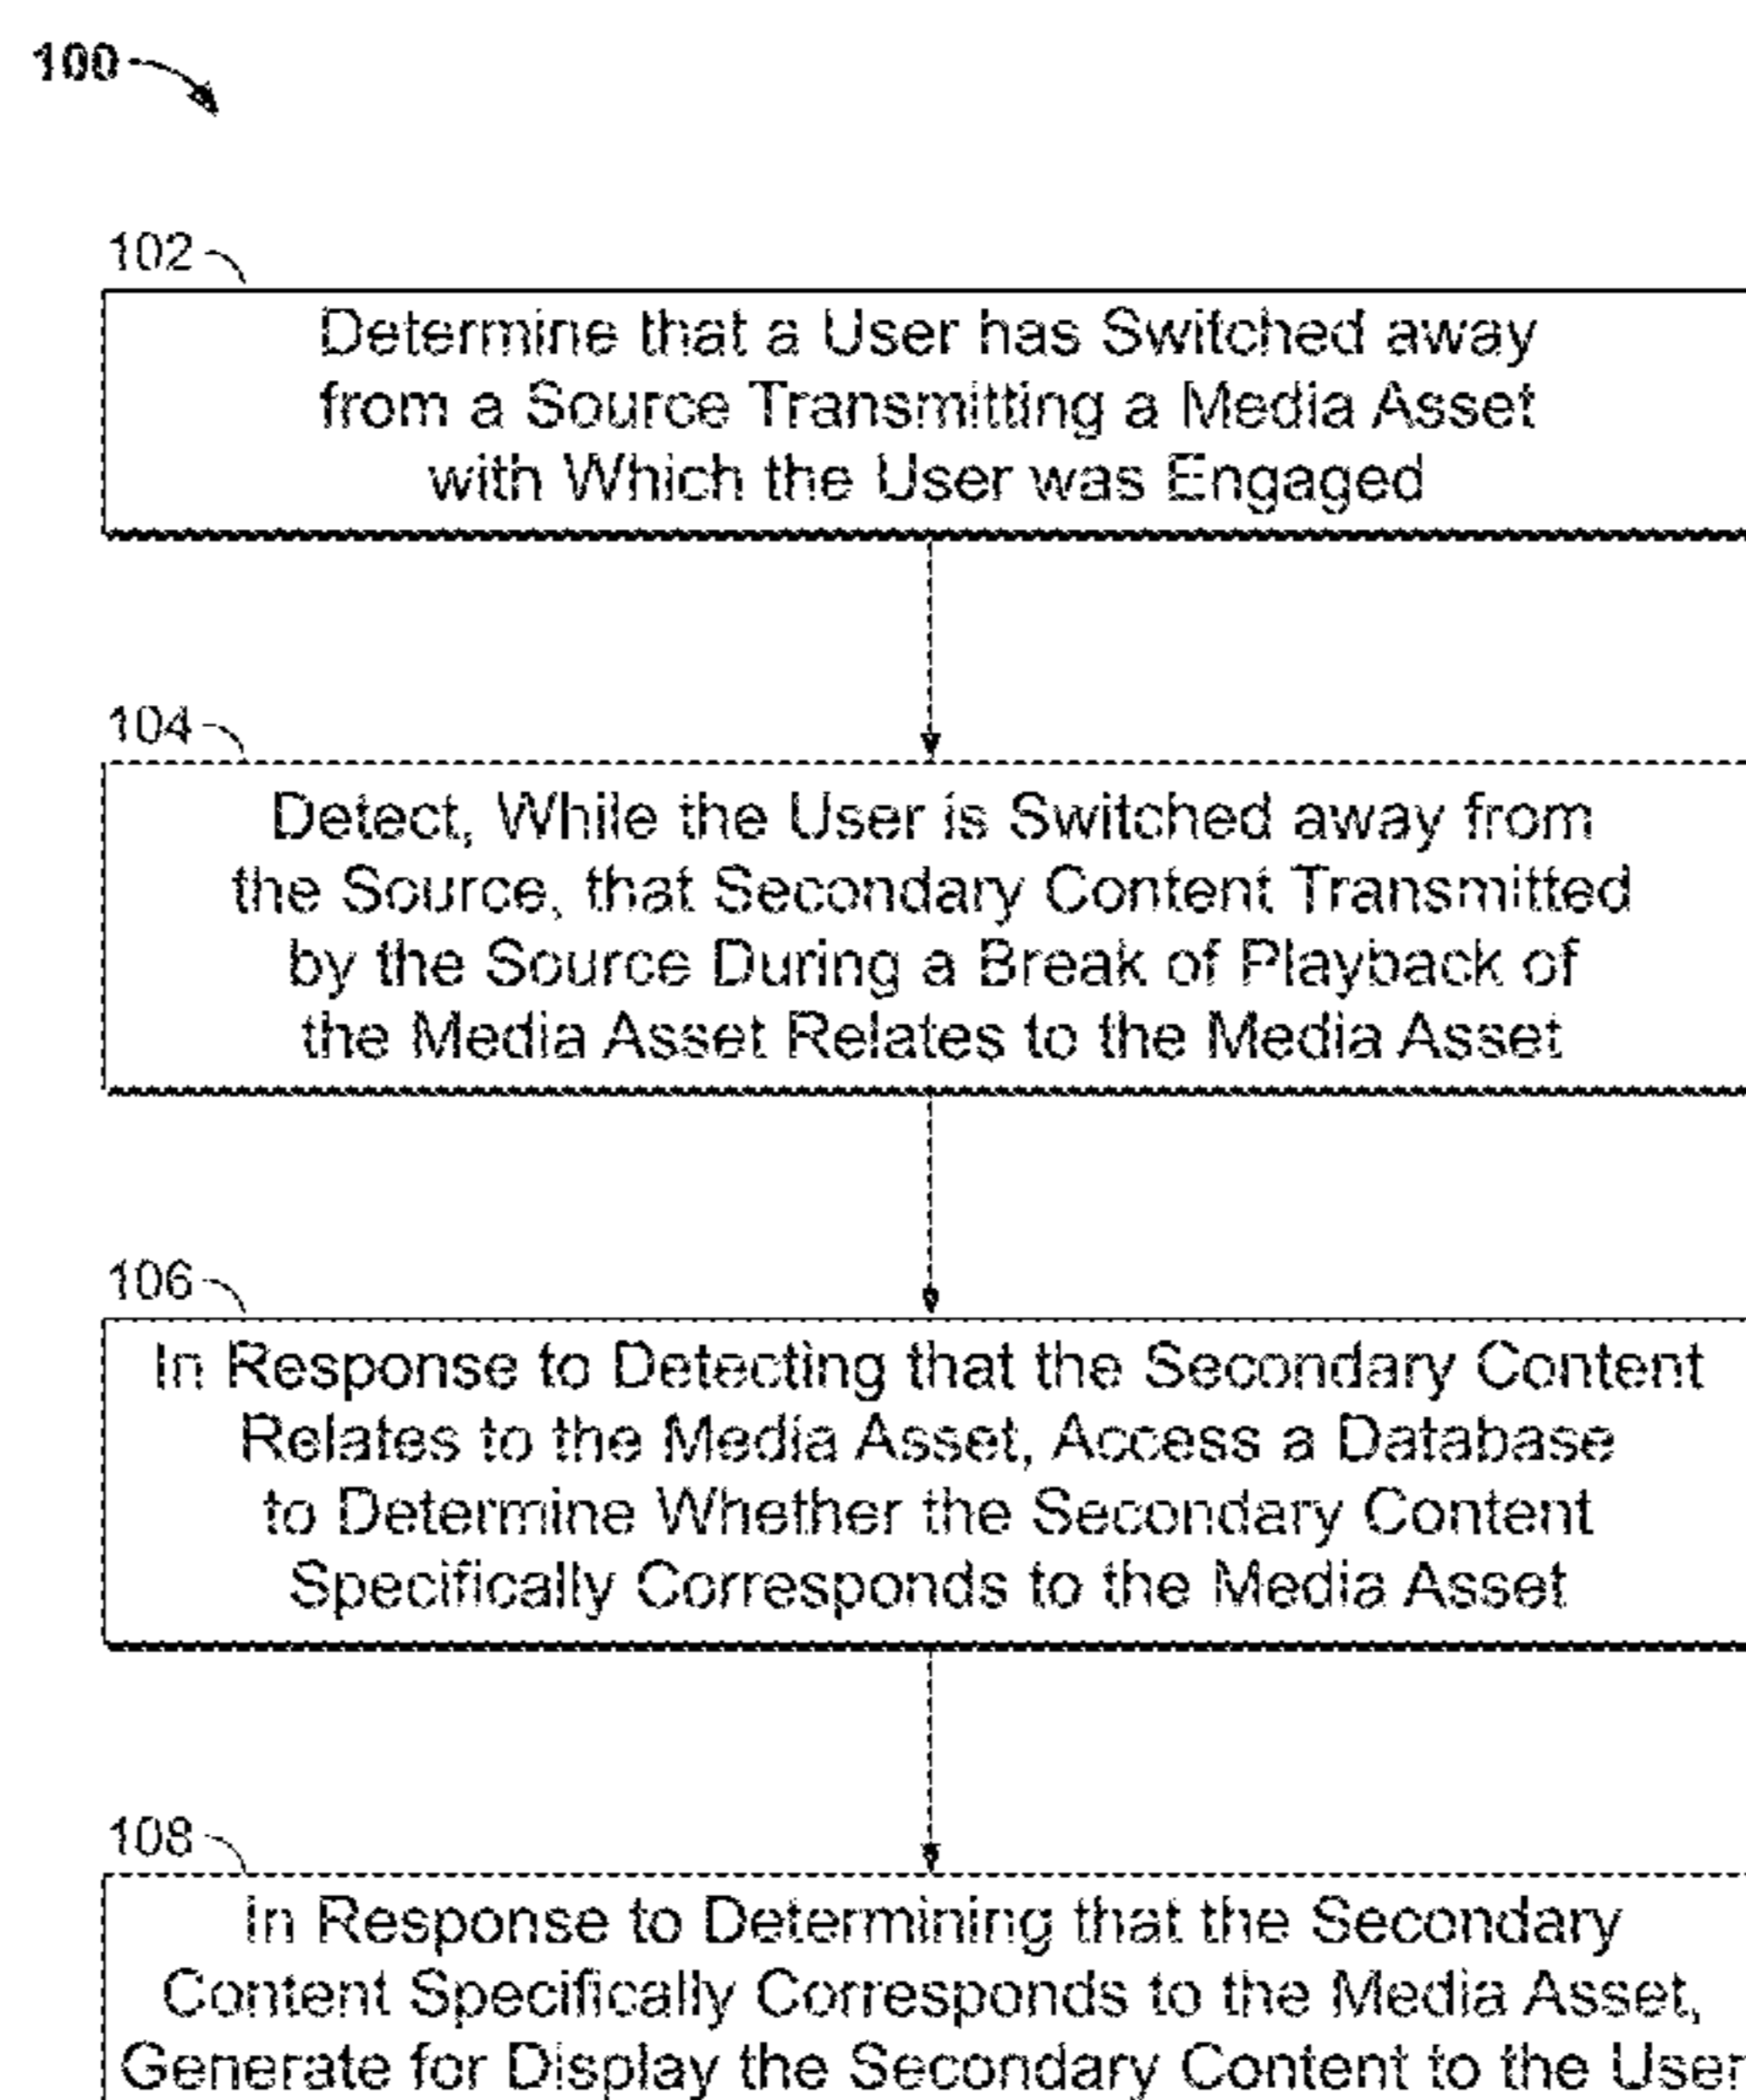 100
102
Determine that a User has Switched away
from a Source Transmitting a Media Asset
with Which the User was Engaged
104
Detect, While the User is Switched away from
the Source, that Secondary Content Transmitted
by the Source During a Break of Playback of
the Media Asset Relates to the Media Asset
106
In Response to Detecting that the Secondary Content
Relates to the Media Asset, Access a Database
to Determine Whether the Secondary Content
Specifically Corresponds to the Media Asset
108
In Response to Determining that the Secondary
Content Specifically Corresponds to the Media Asset,
Generate for Display the Secondary Content to the User